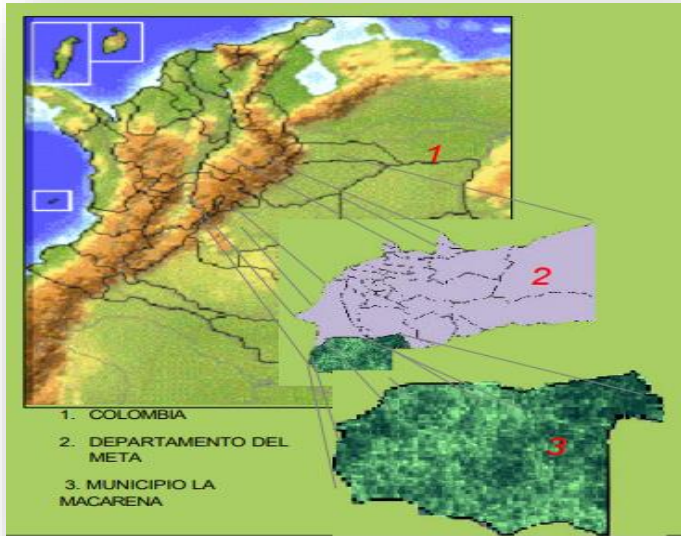 1
2
3
1. COLOMBIA
2. DEPARTAMENTO DEL
META
3. MUNICIPIO LA
MACARENA